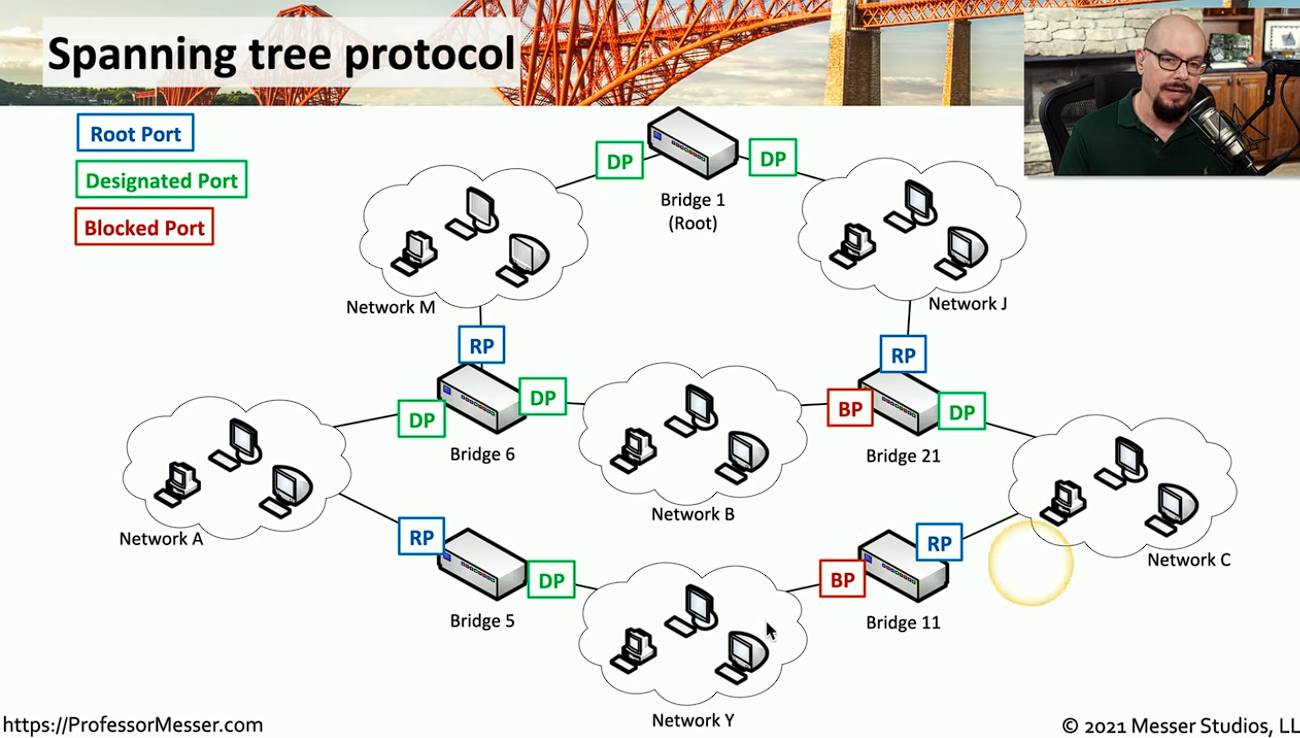 Spanning tree protocol
Root Port
Designated Port
Blocked Port
DP
DP
Bridge 1
(Root)
Network M
Network J
RP
RP
DP
DP
BP
DP
Bridge 6
Bridge 21
Network B
Network A
Network C
RP
DP
BP
RP
Bridge 5
Bridge 11
Network Y
https://ProfessorMesser.com
© 2021 Messer Studios, LL